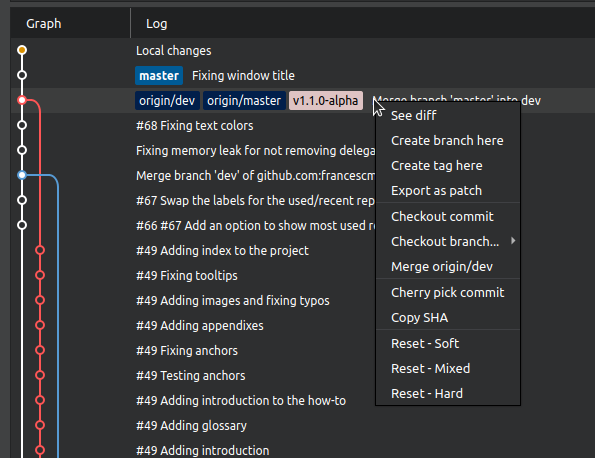 Graph Log
Local changes
master Fixing window title
origin/dev origin/master v1.1.0-alpha Merge branch 'master' into dev
#68 Fixing text colors
Fixing memory leak for not removing delega
Merge branch 'dev' of github.com:francescm
#67 Swap the labels for the used/recent rep
#66 #67 Add an option to show most used r
#49 Adding index to the project
#49 Fixing tooltips
#49 Adding images and fixing typos
#49 Adding appendixes
#49 Fixing anchors
#49 Testing anchors
#49 Adding introduction to the how-to
#49 Adding glossary
#49 Adding introduction
See diff
Create branch here
Create tag here
Export as patch
Checkout commit
Checkout branch...
Merge origin/dev
Cherry pick commit
Copy SHA
Reset - Soft
Reset - Mixed
Reset - Hard